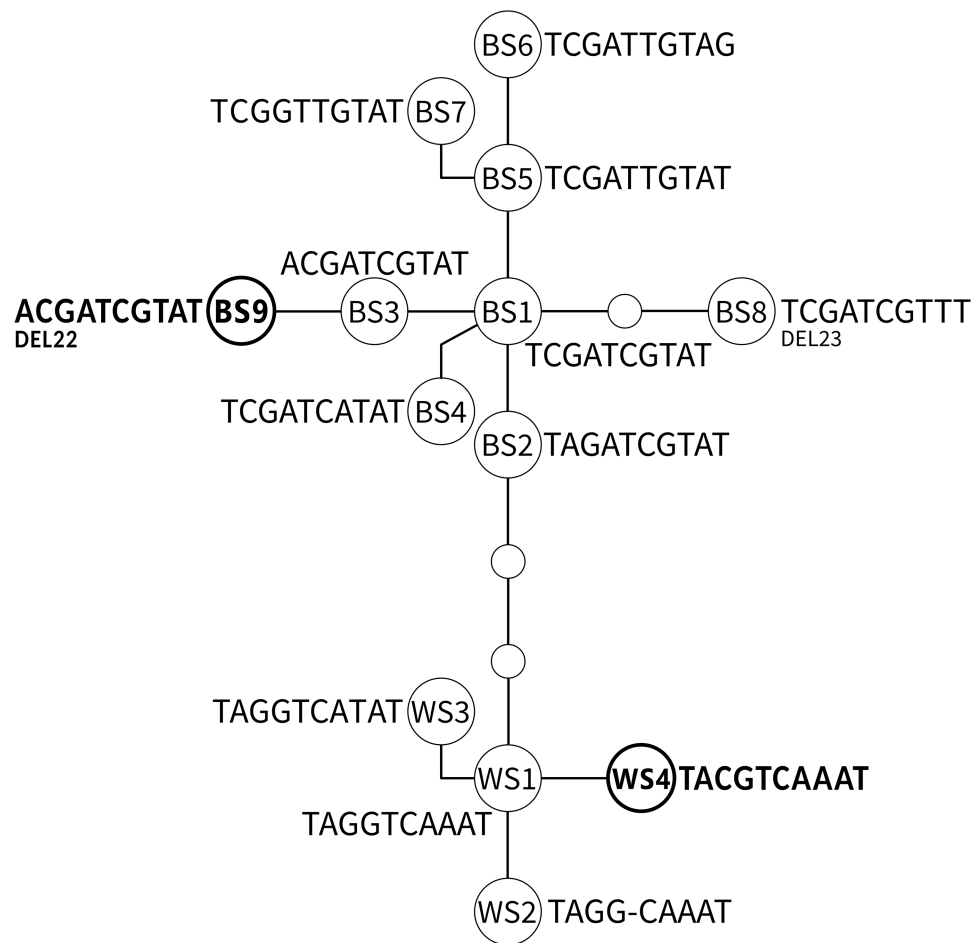 BS6 TCGATTGTAG
TCGGTTGTAT BS7
BS5 TCGATTGTAT
ACGATCGTAT
ACGATCGTAT BS9 BS3 BS1 BS8 TCGATCGTTT
DEL22 DEL23
TCGATCGTAT
TCGATCATAT BS4
BS2 TAGATCGTAT
TAGGTCATAT WS3
WS1 WS4 TACGTCAAAT
TAGGTCAAAT
WS2 TAGG-CAAAT